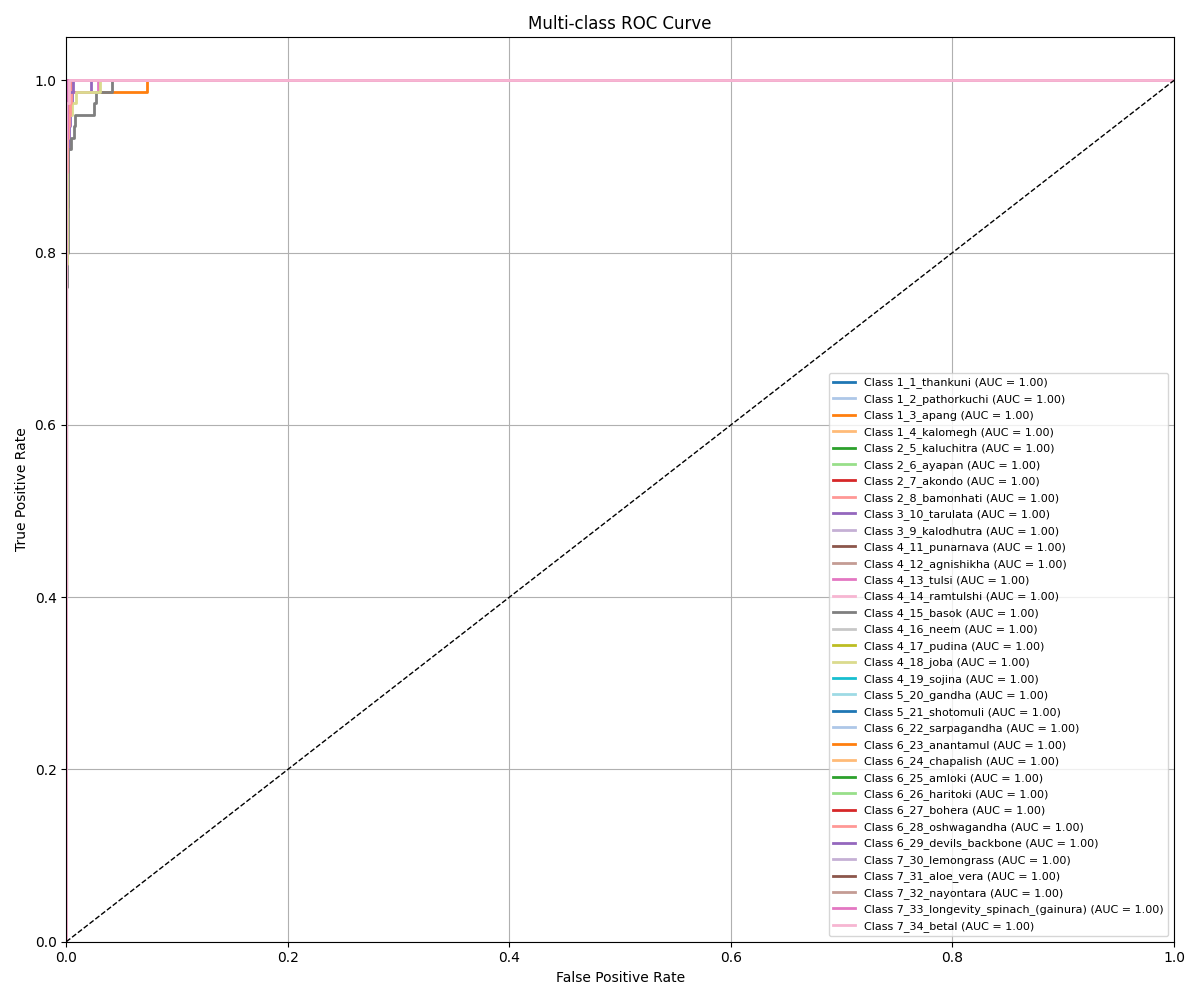 Multi-class ROC Curve
True Positive Rate
1.0
0.8
0.6
0.4
0.2
0.0
Class 1_1_thankuni (AUC = 1.00)
Class 1_2_pathorkuchi (AUC = 1.00)
Class 1_3_apang (AUC = 1.00)
Class 1_4_kalomegh (AUC = 1.00)
Class 2_5_kaluchitra (AUC = 1.00)
Class 2_6_ayapan (AUC = 1.00)
Class 2_7_akondo (AUC = 1.00)
Class 2_8_bamonhati (AUC = 1.00)
Class 3_10_tarulata (AUC = 1.00)
Class 3_9_kalodhutra (AUC = 1.00)
Class 4_11_punarnava (AUC = 1.00)
Class 4_12_agnishikha (AUC = 1.00)
Class 4_13_tulsi (AUC = 1.00)
Class 4_14_ramtulshi (AUC = 1.00)
Class 4_15_basok (AUC = 1.00)
Class 4_16_neem (AUC = 1.00)
Class 4_17_pudina (AUC = 1.00)
Class 4_18_joba (AUC = 1.00)
Class 4_19_sojina (AUC = 1.00)
Class 5_20_gandha (AUC = 1.00)
Class 5_21_shotomuli (AUC = 1.00)
Class 6_22_sarpagandha (AUC = 1.00)
Class 6_23_anantamul (AUC = 1.00)
Class 6_24_chapalish (AUC = 1.00)
Class 6_25_amloki (AUC = 1.00)
Class 6_26_haritoki (AUC = 1.00)
Class 6_27_bohera (AUC = 1.00)
Class 6_28_oshwagandha (AUC = 1.00)
Class 6_29_devils_backbone (AUC = 1.00)
Class 7_30_lemongrass (AUC = 1.00)
Class 7_31_aloe_vera (AUC = 1.00)
Class 7_32_nayontara (AUC = 1.00)
Class 7_33_longevity_spinach_(gainura) (AUC = 1.00)
Class 7_34_betal (AUC = 1.00)
0.0 0.2 0.4 0.6 0.8 1.0
False Positive Rate